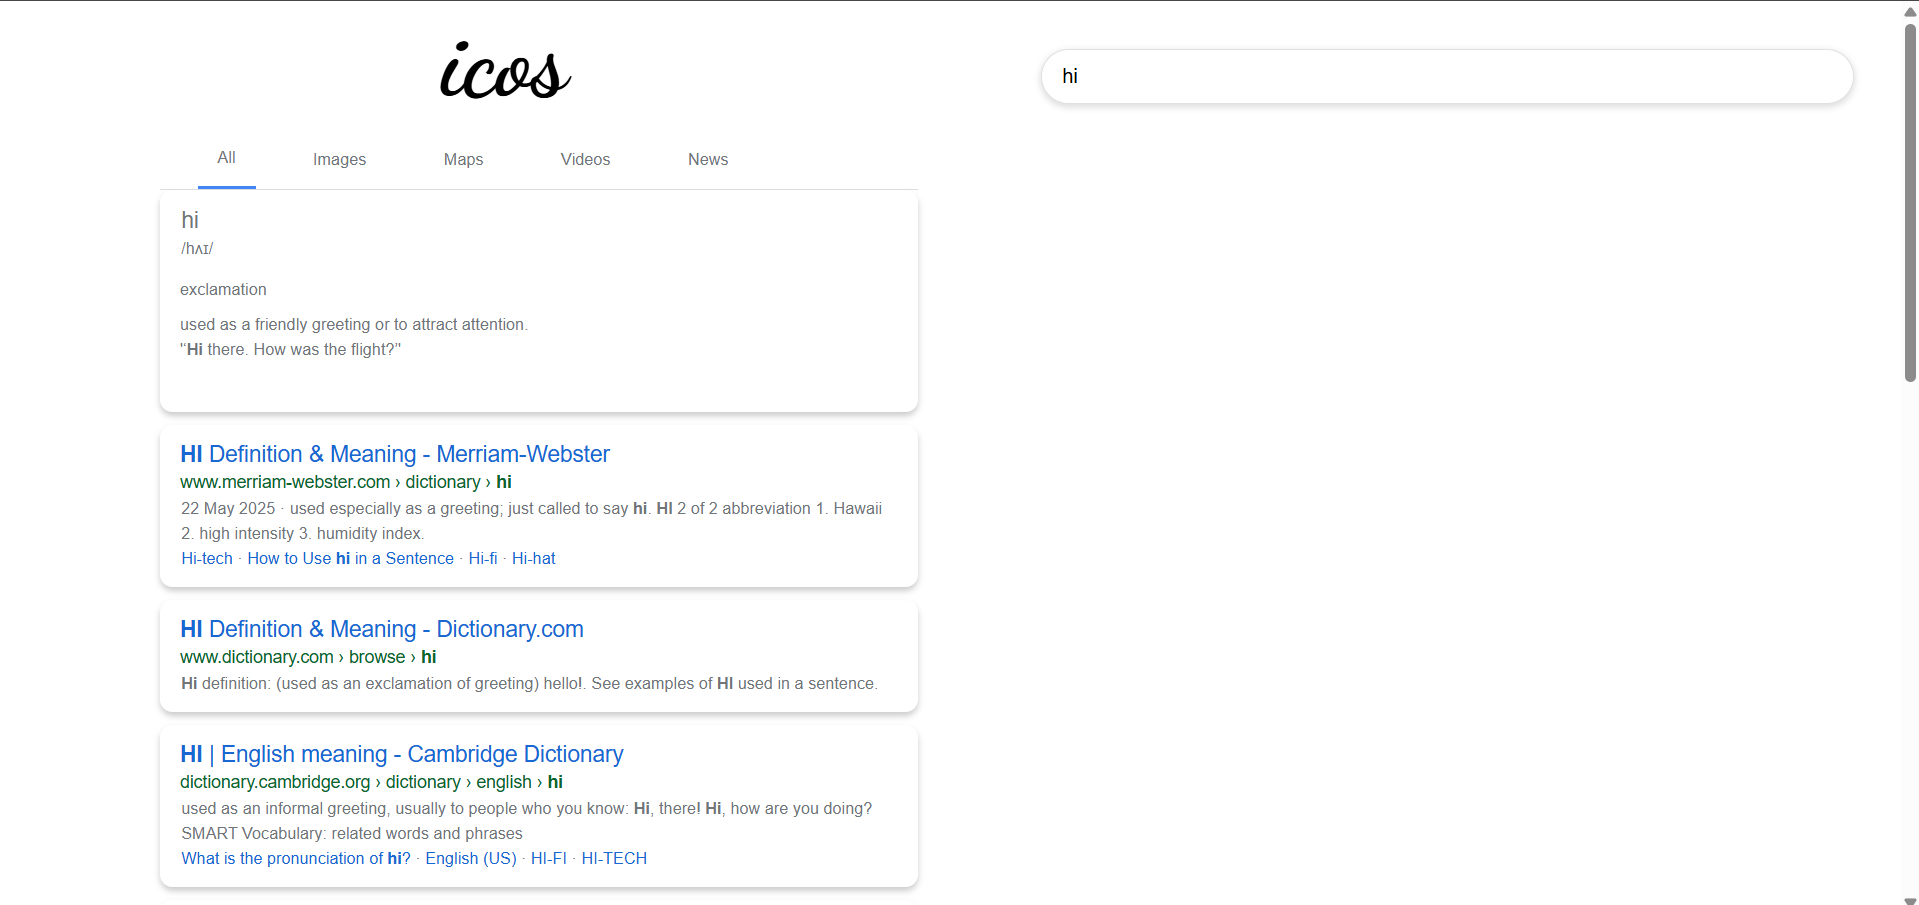 icos
hi
All
Images
Maps
Videos
News
hi
/hʌɪ/
exclamation
used as a friendly greeting or to attract attention.
"Hi there. How was the flight?"
HI Definition & Meaning - Merriam-Webster
www.merriam-webster.com › dictionary › hi
22 May 2025 · used especially as a greeting; just called to say hi. HI 2 of 2 abbreviation 1. Hawaii
2. high intensity 3. humidity index.
Hi-tech · How to Use hi in a Sentence · Hi-fi · Hi-hat
HI Definition & Meaning - Dictionary.com
www.dictionary.com › browse › hi
Hi definition: (used as an exclamation of greeting) hello!. See examples of HI used in a sentence.
HI | English meaning - Cambridge Dictionary
dictionary.cambridge.org › dictionary › english › hi
used as an informal greeting, usually to people who you know: Hi, there! Hi, how are you doing?
SMART Vocabulary: related words and phrases
What is the pronunciation of hi? · English (US) · HI-FI · HI-TECH